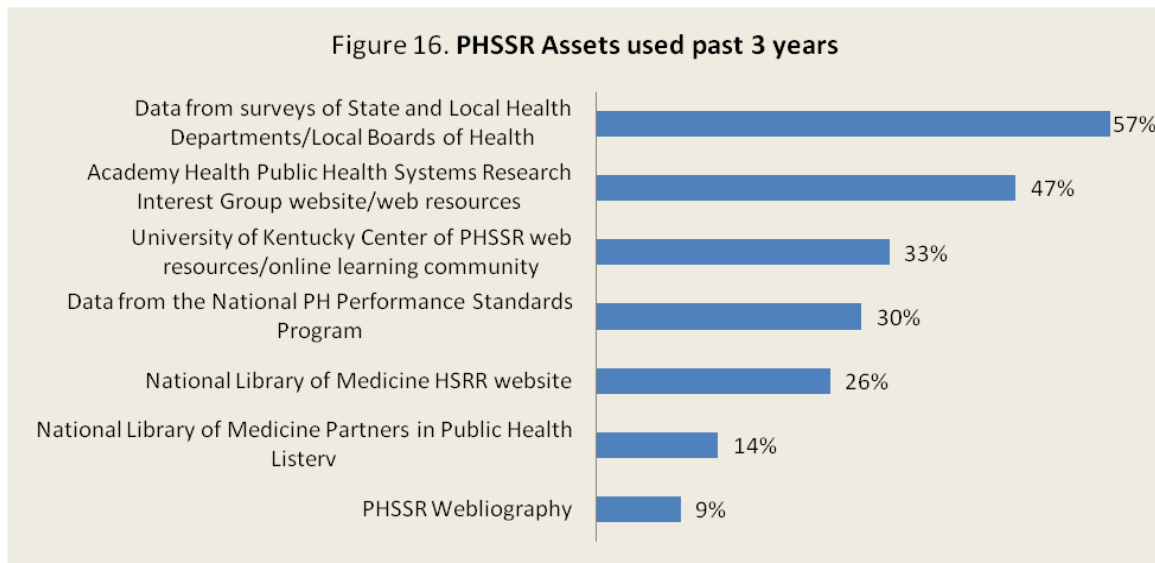 Figure 16. PHSSR Assets used past 3 years
Data from surveys of State and Local Health
Departments/Local Boards of Health
57%
Academy Health Public Health Systems Research
Interest Group website/web resources
47%
University of Kentucky Center of PHSSR web
resources/online learning community
33%
Data from the National PH Performance Standards
Program
30%
National Library of Medicine HSRR website
26%
National Library of Medicine Partners in Public Health
Listerv
14%
PHSSR Webliography
9%